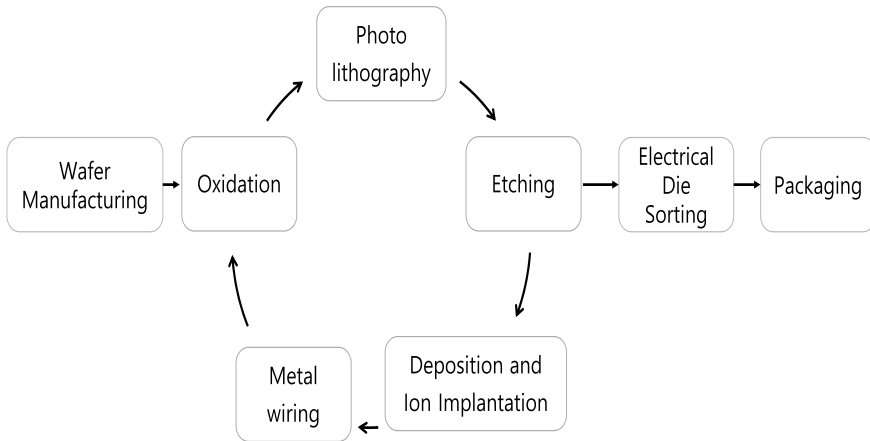 Photo
lithography
Wafer
Manufacturing
Oxidation
Etching
Electrical
Die
Sorting
Packaging
Deposition and
Ion Implantation
Metal
wiring